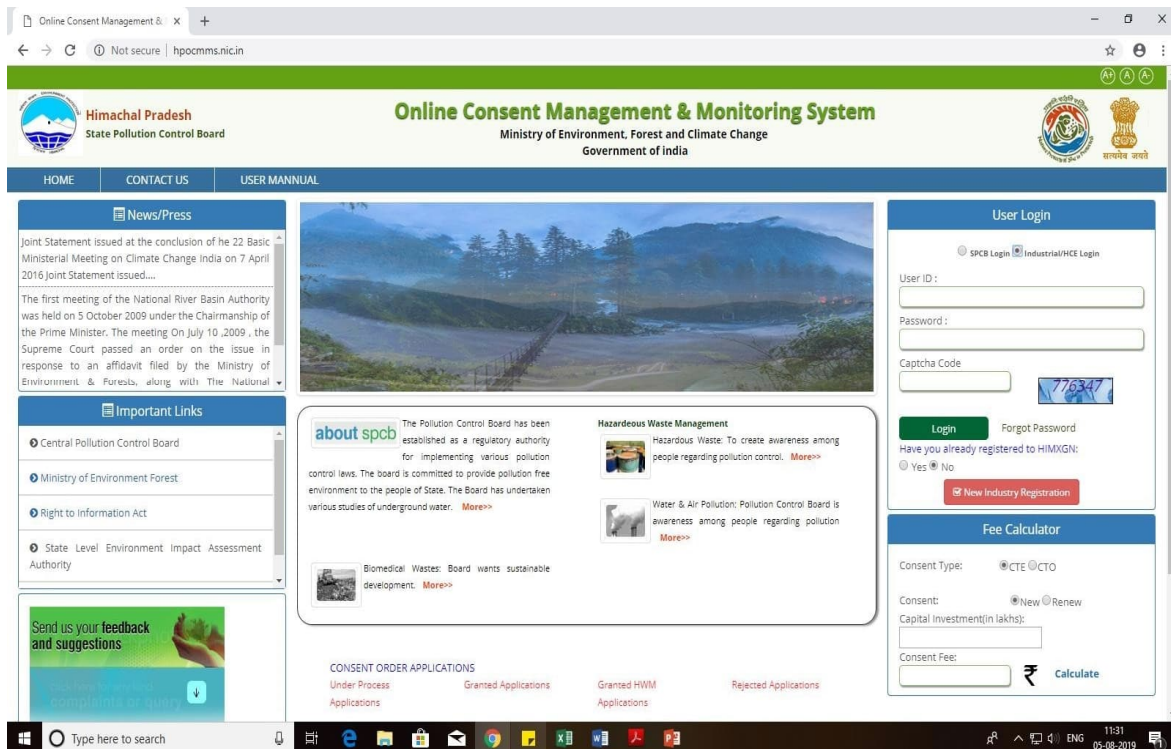 Online Consent Management &
Not secure | hpocmms.nic.in
A+ A A-
Himachal Pradesh
State Pollution Control Board
Online Consent Management & Monitoring System
Ministry of Environment, Forest and Climate Change
Government of india
सत्यमेव जयते
HOME CONTACT US USER MANNUAL
News/Press
Joint Statement issued at the conclusion of he 22 Basic
Ministerial Meeting on Climate Change India on 7 April
2016 Joint Statement issued....
The first meeting of the National River Basin Authority
was held on 5 October 2009 under the Chairmanship of
the Prime Minister. The meeting On July 10 ,2009 , the
Supreme Court passed an order on the issue in
response to an affidavit filed by the Ministry of
Environment & Forests, along with The National
Important Links
Central Pollution Control Board
Ministry of Environment Forest
Right to Information Act
State Level Environment Impact Assessment
Authority
Send us your feedback
and suggestions
click here for any kind
complaints or query
about spcb
The Pollution Control Board has been
established as a regulatory authority
for implementing various pollution
control laws. The board is committed to provide pollution free
environment to the people of State. The Board has undertaken
various studies of underground water. More>>
Biomedical Wastes: Board wants sustainable
development. More>>
Hazardeous Waste Management
Hazardous Waste: To create awareness among
people regarding pollution control. More>>
Water & Air Pollution: Pollution Control Board is
awareness among people regarding pollution
More>>
CONSENT ORDER APPLICATIONS
Under Process Granted Applications Granted HWM Rejected Applications
Applications Applications
User Login
SPCB Login Industrial/HCE Login
User ID :
Password :
Captcha Code
776347
Login Forgot Password
Have you already registered to HIMXGN:
Yes No
New Industry Registration
Fee Calculator
Consent Type: CTE CTO
Consent: New Renew
Capital Investment(in lakhs):
Consent Fee:
₹ Calculate
Type here to search
ENG
11:31
05-08-2019